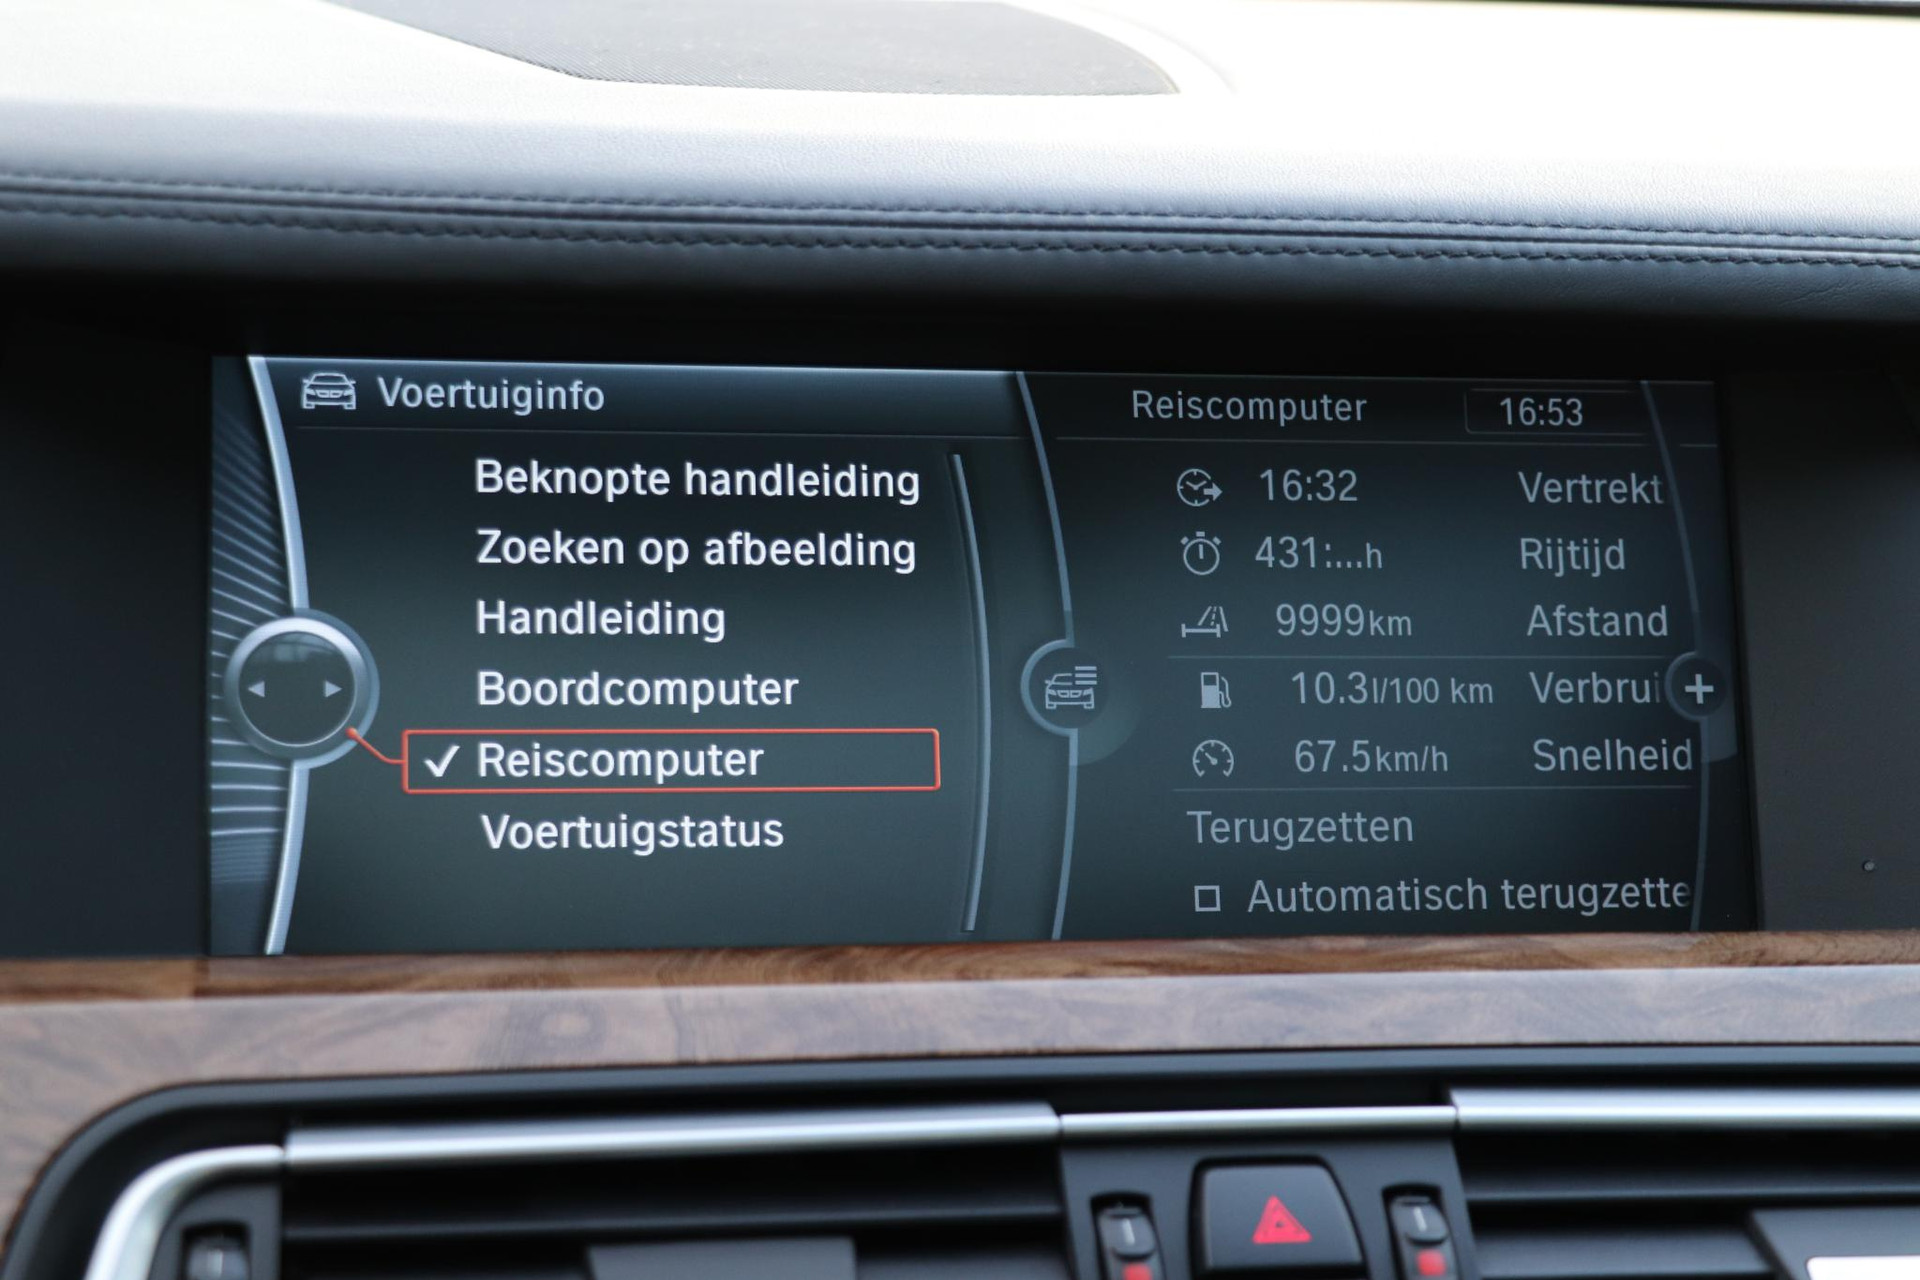 Voertuiginfo
Beknopte handleiding
Zoeken op afbeelding
Handleiding
Boordcomputer
✓ Reiscomputer
Voertuigstatus
Reiscomputer 16:53
16:32 Vertrekt
431:...h Rijtijd
9999km Afstand
10.3l/100 km Verbrui
67.5km/h Snelheid
Terugzetten
Automatisch terugzette